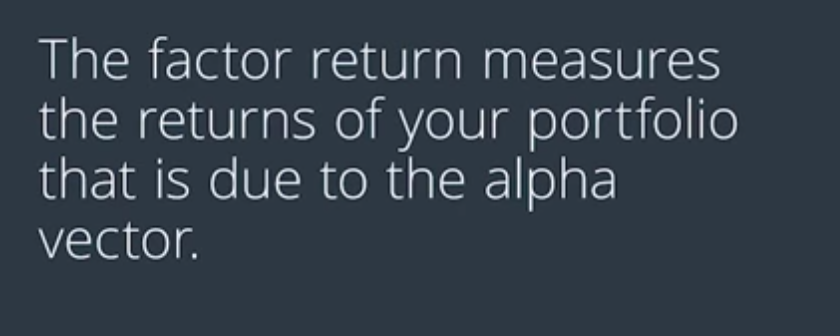 The factor return measures
the returns of your portfolio
that is due to the alpha
vector.